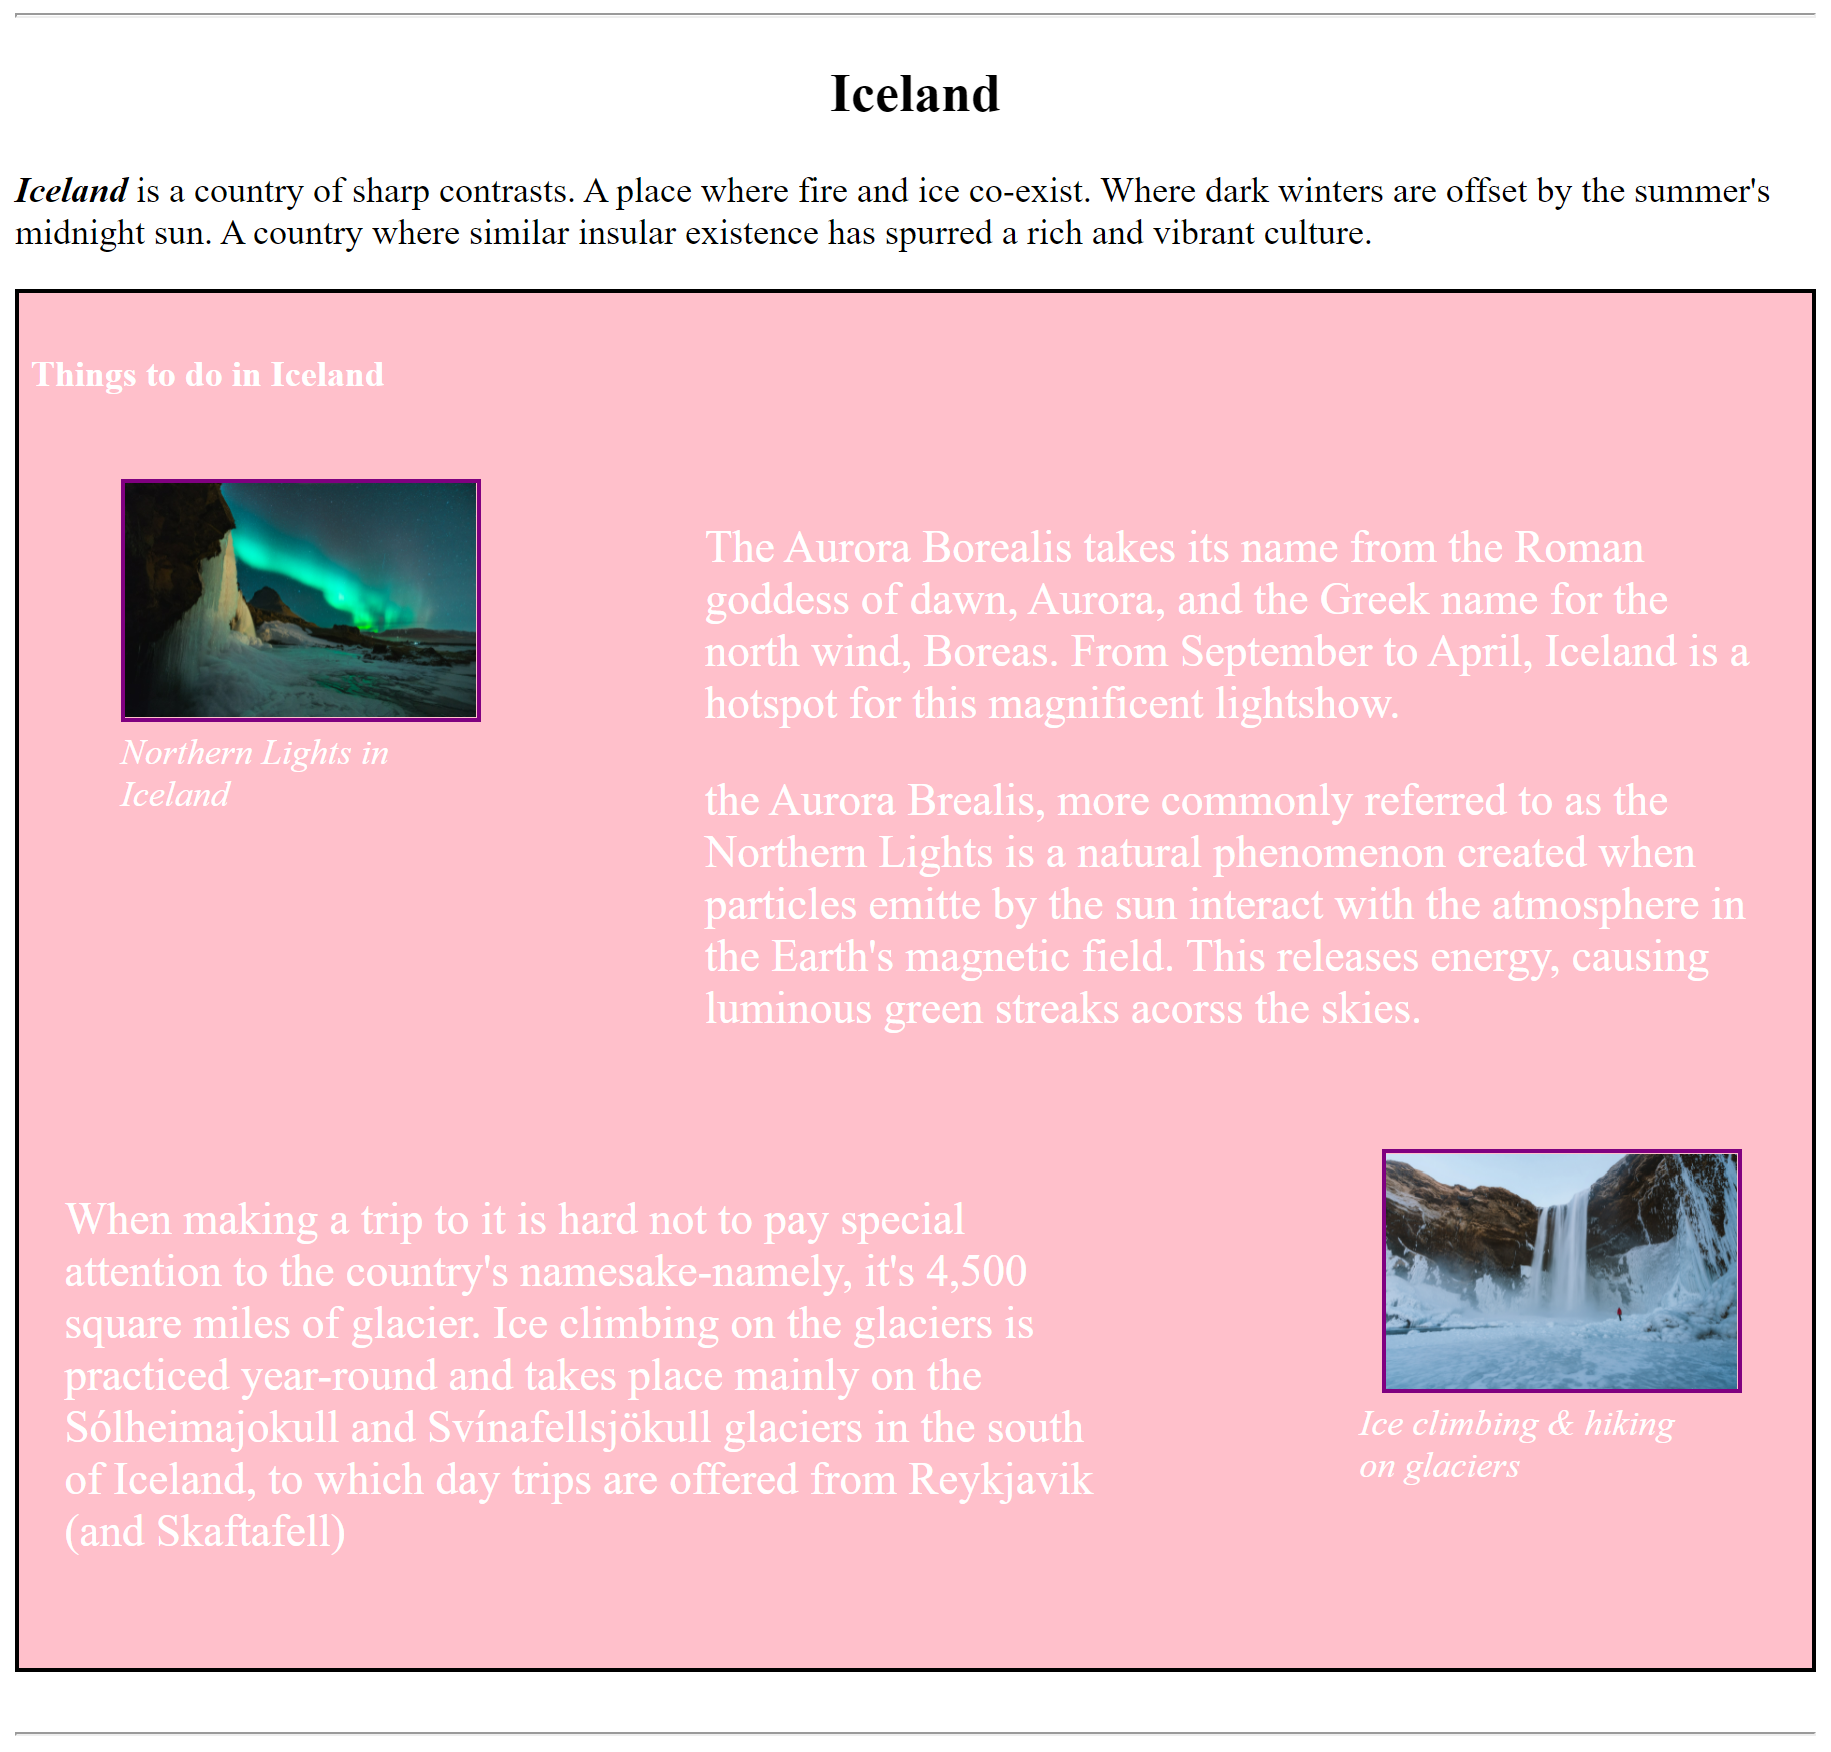 Iceland
Iceland is a country of sharp contrasts. A place where fire and ice co-exist. Where dark winters are offset by the summer's
midnight sun. A country where similar insular existence has spurred a rich and vibrant culture.
Things to do in Iceland
Northern Lights in
Iceland
The Aurora Borealis takes its name from the Roman
goddess of dawn, Aurora, and the Greek name for the
north wind, Boreas. From September to April, Iceland is a
hotspot for this magnificent lightshow.
the Aurora Brealis, more commonly referred to as the
Northern Lights is a natural phenomenon created when
particles emitte by the sun interact with the atmosphere in
the Earth's magnetic field. This releases energy, causing
luminous green streaks acorss the skies.
When making a trip to it is hard not to pay special
attention to the country's namesake-namely, it's 4,500
square miles of glacier. Ice climbing on the glaciers is
practiced year-round and takes place mainly on the
Sólheimajokull and Svínafellsjökull glaciers in the south
of Iceland, to which day trips are offered from Reykjavik
(and Skaftafell)
Ice climbing & hiking
on glaciers